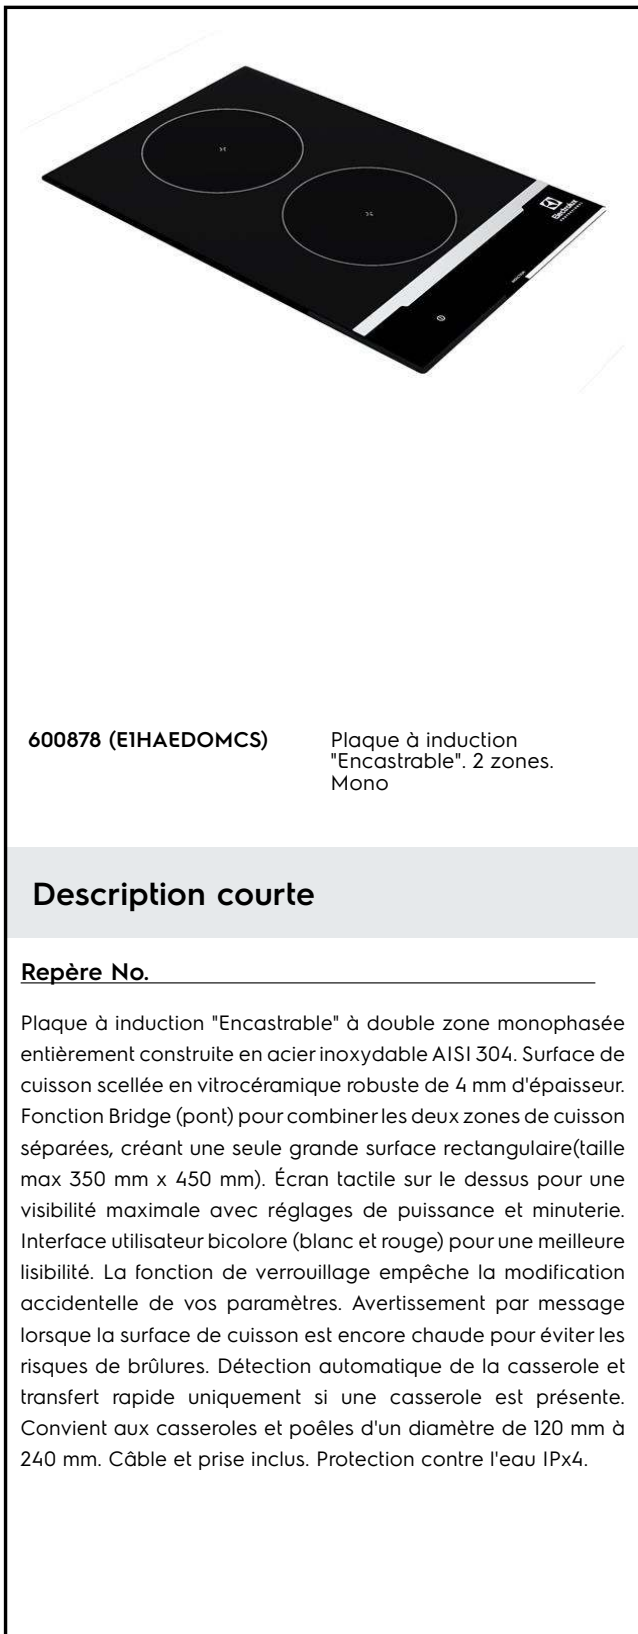 Electrolux
PROFESSIONAL
600878 (E1HAEDOMCS)
Plaque à induction
"Encastrable". 2 zones.
Mono
Description courte
Repère No.
Plaque à induction "Encastrable" à double zone monophasée
entièrement construite en acier inoxydable AISI 304. Surface de
cuisson scellée en vitrocéramique robuste de 4 mm d'épaisseur.
Fonction Bridge (pont) pour combiner les deux zones de cuisson
séparées, créant une seule grande surface rectangulaire(taille
max 350 mm x 450 mm). Écran tactile sur le dessus pour une
visibilité maximale avec réglages de puissance et minuterie.
Interface utilisateur bicolore (blanc et rouge) pour une meilleure
lisibilité. La fonction de verrouillage empêche la modification
accidentelle de vos paramètres. Avertissement par message
lorsque la surface de cuisson est encore chaude pour éviter les
risques de brûlures. Détection automatique de la casserole et
transfert rapide uniquement si une casserole est présente.
Convient aux casseroles et poêles d'un diamètre de 120 mm à
240 mm. Câble et prise inclus. Protection contre l'eau IPx4.